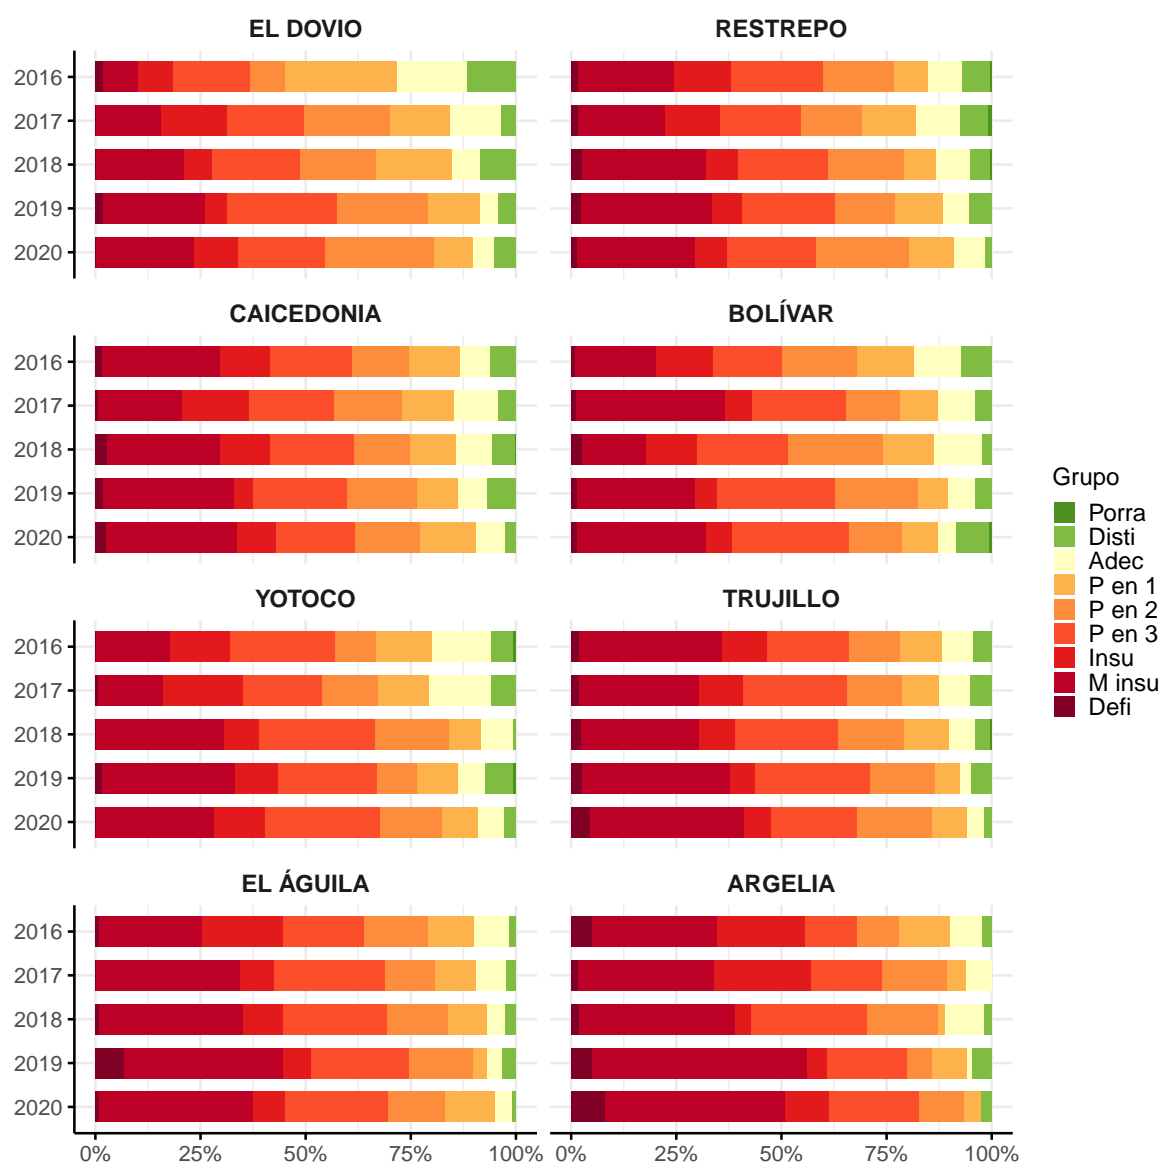 EL DOVIO
RESTREPO
2016
2017
2018
2019
2020
CAICEDONIA
BOLÍVAR
2016
2017
2018
2019
2020
YOTOCO
TRUJILLO
2016
2017
2018
2019
2020
EL ÁGUILA
ARGELIA
2016
2017
2018
2019
2020
0% 25% 50% 75% 100%
0% 25% 50% 75% 100%
Grupo
Porra
Disti
Adec
P en 1
P en 2
P en 3
Insu
M insu
Defi